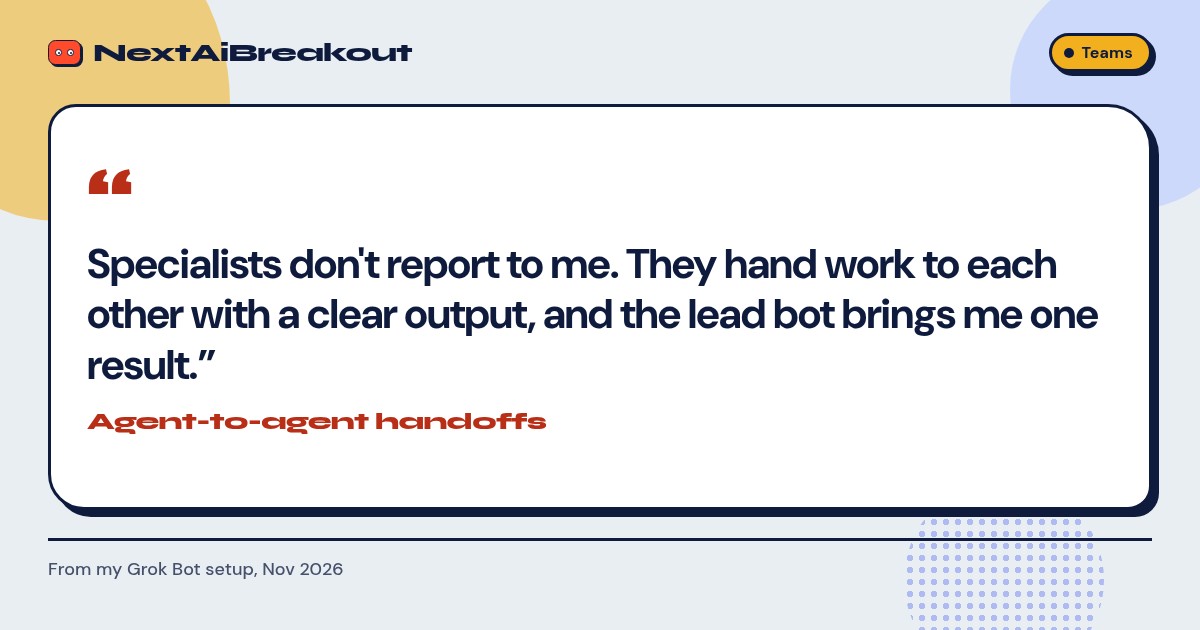 NextAiBreakout
Teams
“
Specialists don't report to me. They hand work to each
other with a clear output, and the lead bot brings me one
result.”
Agent-to-agent handoffs
From my Grok Bot setup, Nov 2026